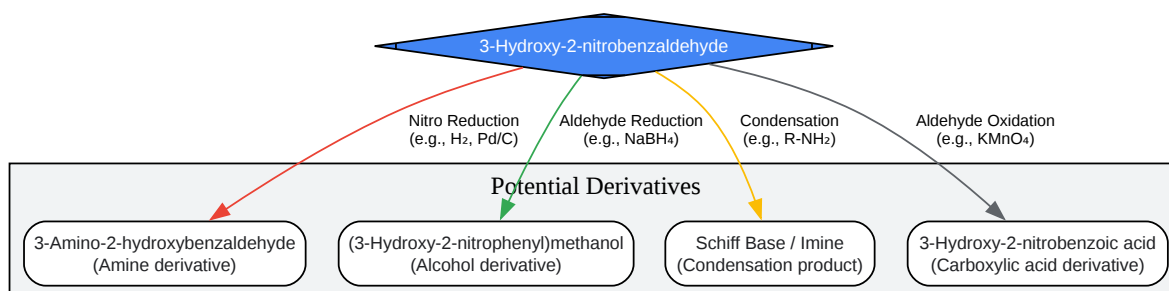 3-Hydroxy-2-nitrobenzaldehyde
Nitro Reduction
(e.g., H₂, Pd/C)
Aldehyde Reduction
(e.g., NaBH₄)
Condensation
(e.g., R-NH₂)
Aldehyde Oxidation
(e.g., KMnO₄)
Potential Derivatives
3-Amino-2-hydroxybenzaldehyde
(Amine derivative)
(3-Hydroxy-2-nitrophenyl)methanol
(Alcohol derivative)
Schiff Base / Imine
(Condensation product)
3-Hydroxy-2-nitrobenzoic acid
(Carboxylic acid derivative)